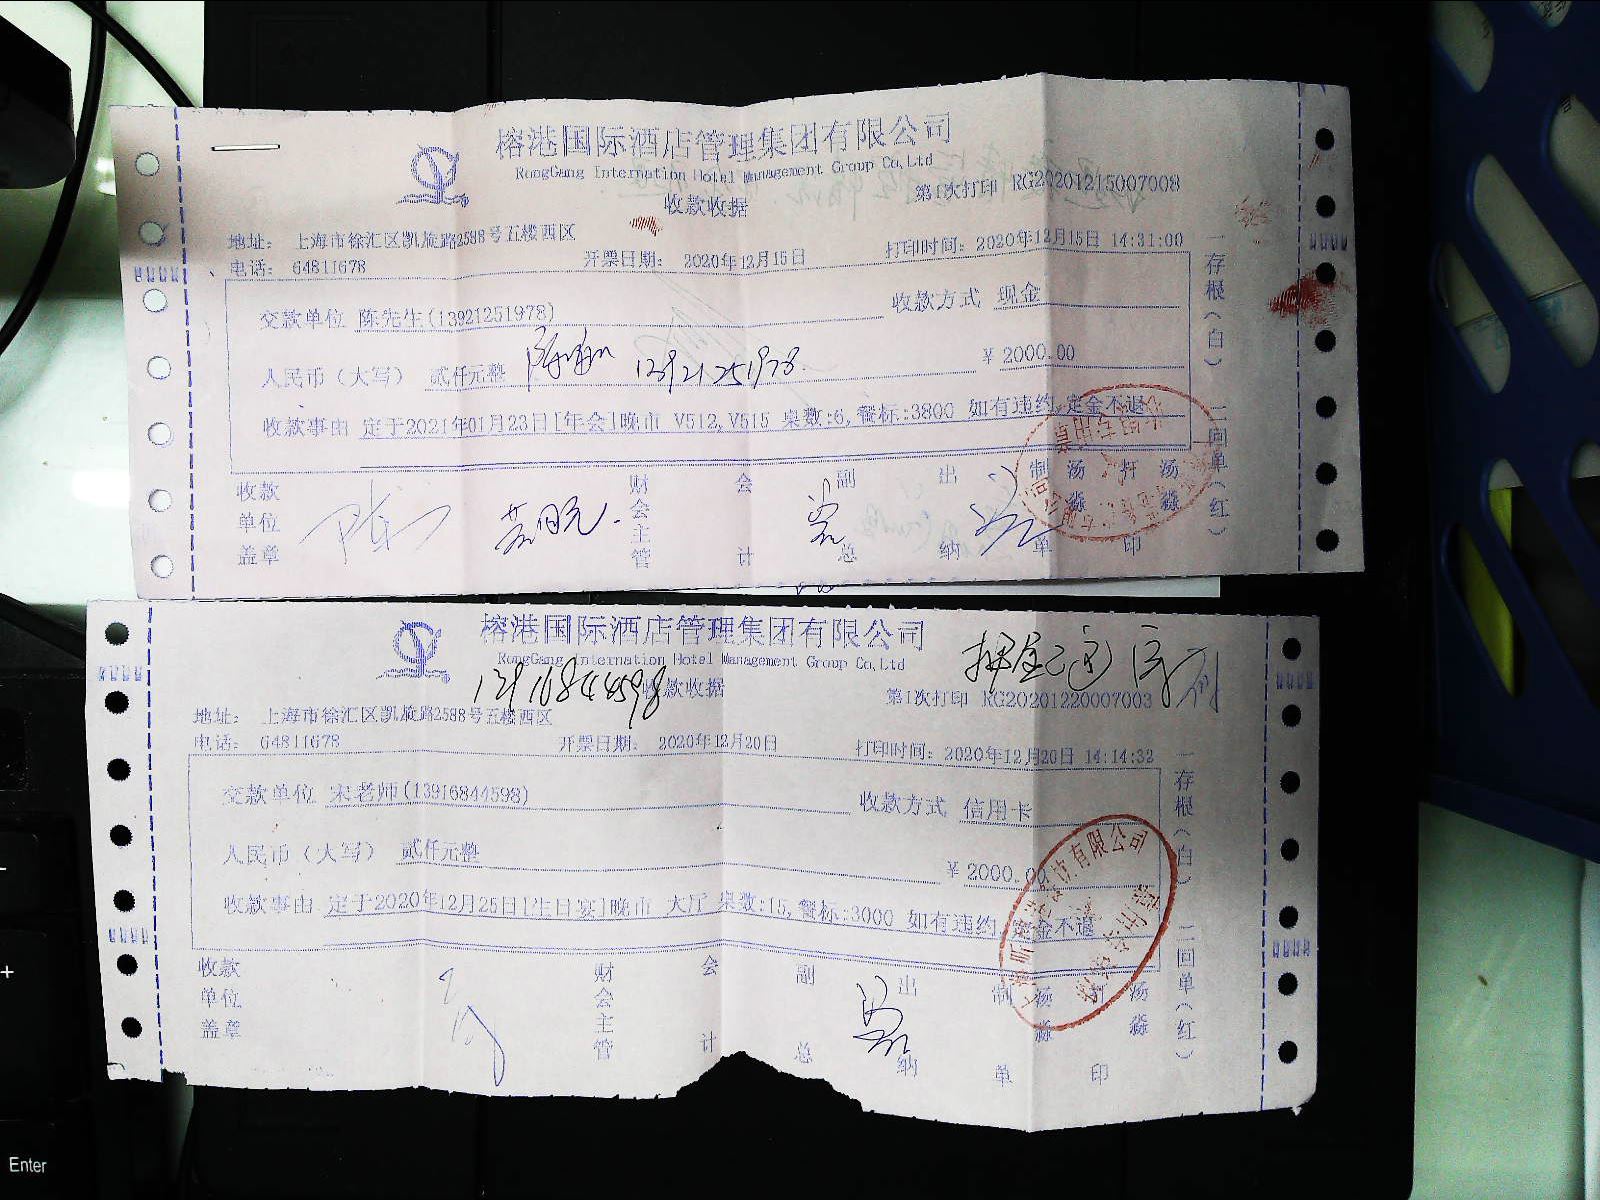 榕港国际酒店管理集团有限公司
RongGang Internation Hotel Management Group Co,Ltd
收款收据
第1次打印 RG20201215007008
地址: 上海市徐汇区凯旋路2588号五楼西区
电话: 64811678
开票日期: 2020年12月15日
打印时间: 2020年12月15日 14:31:00
交款单位 陈先生(13921251978)
收款方式 现金
人民币(大写) 贰仟元整
¥ 2000.00
收款事由 定于2021年01月23日[年会]晚市 V512,V515 桌数:6,餐标:3800 如有违约,定金不退
收款单位盖章
财会主管
会计
副总
出纳
制单 汤淼
打印 汤淼
一存根(白)
二回单(红)
榕港国际酒店管理集团有限公司
RongGang Internation Hotel Management Group Co,Ltd
13916844598
收款收据
第1次打印 RG20201220007003
地址: 上海市徐汇区凯旋路2588号五楼西区
电话: 64811678
开票日期: 2020年12月20日
打印时间: 2020年12月20日 14:14:32
交款单位 宋老师(13916844598)
收款方式 信用卡
人民币(大写) 贰仟元整
¥ 2000.00
收款事由 定于2020年12月25日[生日宴]晚市 大厅 桌数:15,餐标:3000 如有违约,定金不退
收款单位盖章
财会主管
会计
副总
出纳
制单 汤淼
打印 汤淼
一存根(白)
二回单(红)
有限公司
+
Enter